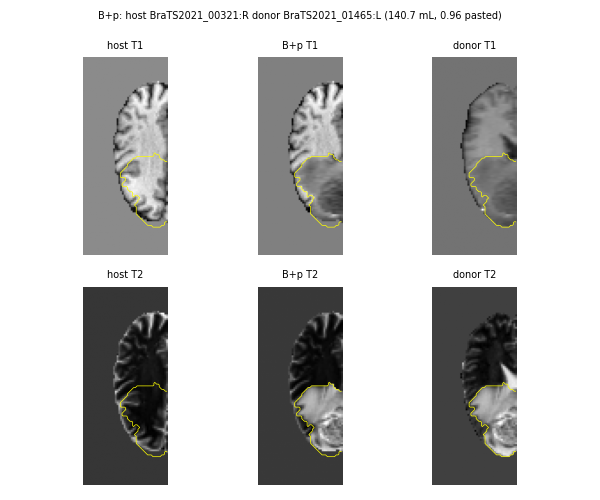 B+p: host BraTS2021_00321:R donor BraTS2021_01465:L (140.7 mL, 0.96 pasted)
host T1
B+p T1
donor T1
host T2
B+p T2
donor T2